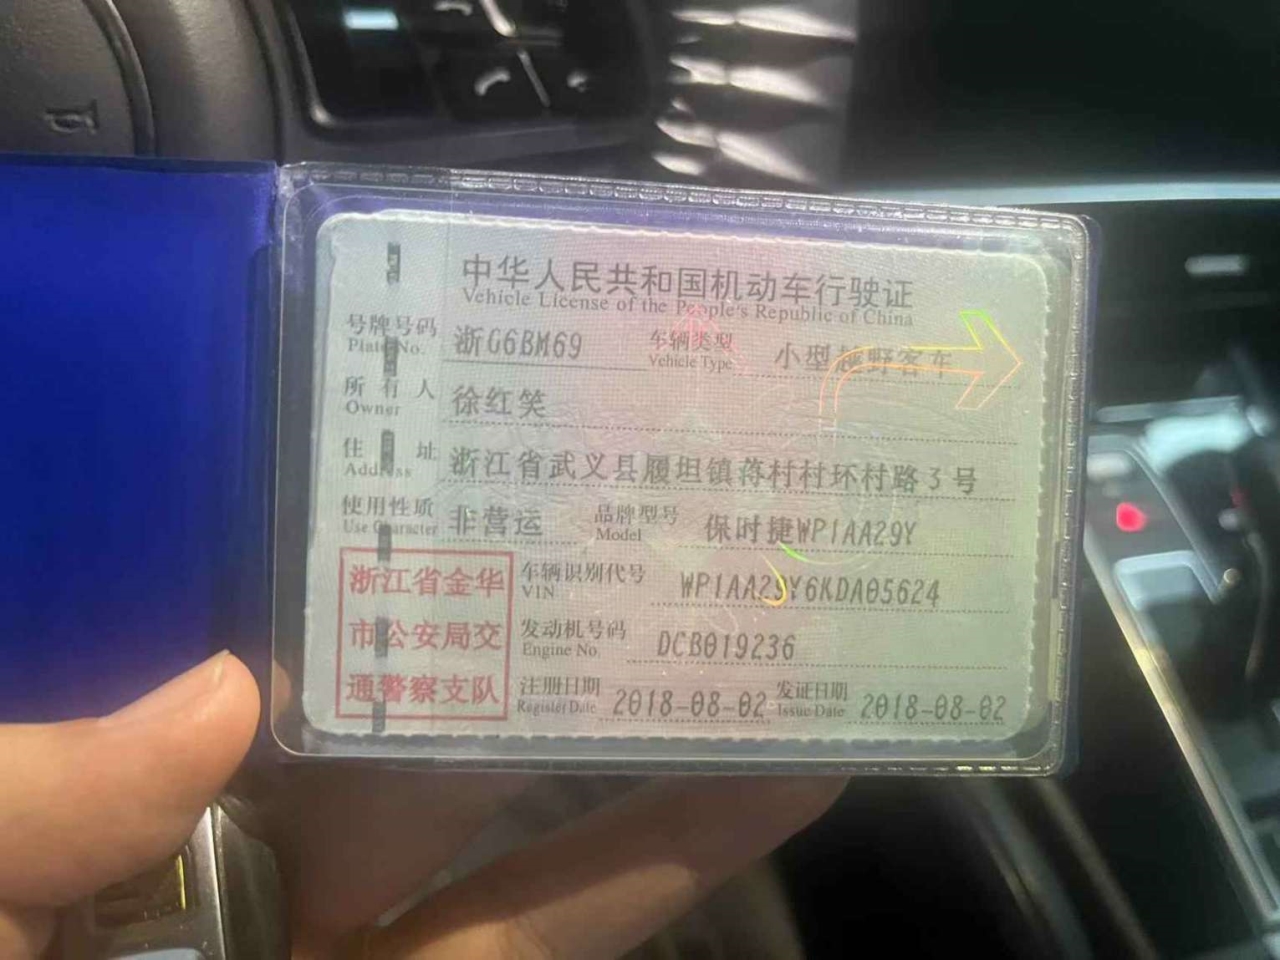 中华人民共和国机动车行驶证
Vehicle License of the People's Republic of China
号牌号码 浙G6BM69 车辆类型 小型越野客车
Plate No. Vehicle Type
所有人 徐红笑
Owner
住址 浙江省武义县履坦镇蒋村村环村路3号
Address
使用性质 非营运 品牌型号 保时捷WP1AA29Y
Use Character Model
浙江省金华 车辆识别代号 WP1AA29Y6KDA05624
VIN
市公安局交 发动机号码 DCB019236
Engine No.
通警察支队 注册日期 2018-08-02 发证日期 2018-08-02
Register Date Issue Date